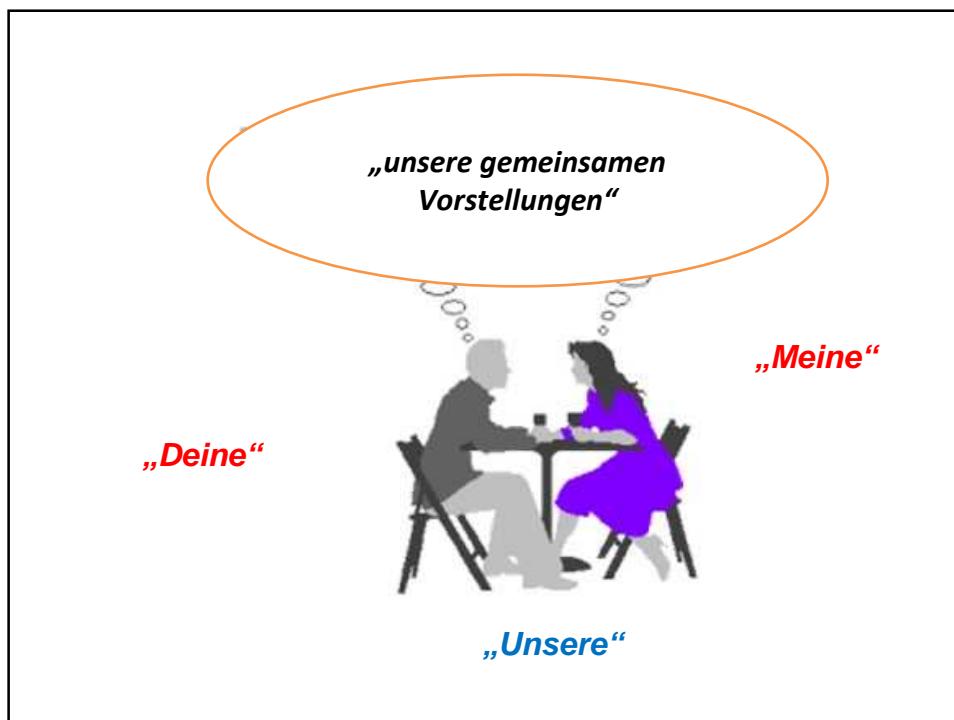 „unsere gemeinsamen
Vorstellungen“
„Meine“
„Deine“
„Unsere“